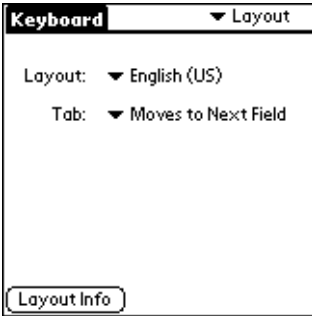 Keyboard Layout
Layout: English (US)
Tab: Moves to Next Field
Layout Info